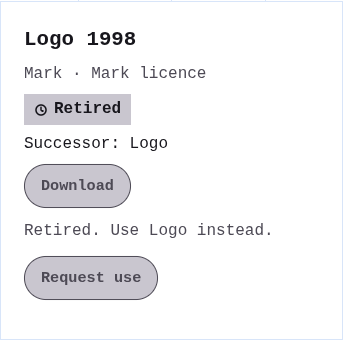 Logo 1998
Mark · Mark licence
Retired
Successor: Logo
Download
Retired. Use Logo instead.
Request use